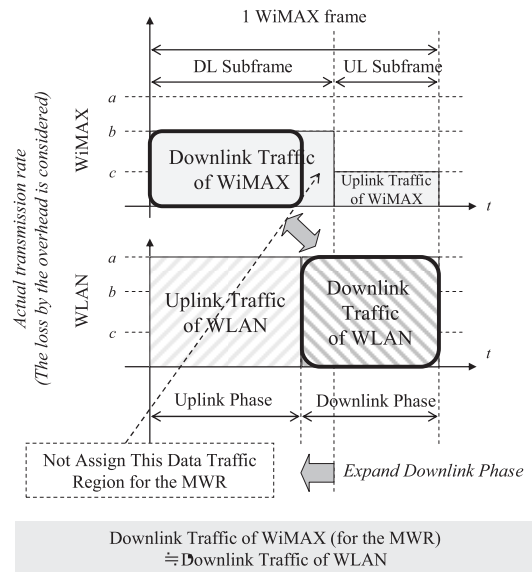 1 WiMAX frame
DL Subframe
UL Subframe
Actual transmission rate
(The loss by the overhead is considered)
WiMAX
a
b
c
Downlink Traffic
of WiMAX
Uplink Traffic
of WiMAX
t
WLAN
a
b
c
Uplink Traffic
of WLAN
Downlink
Traffic
of WLAN
t
Uplink Phase
Downlink Phase
Not Assign This Data Traffic
Region for the MWR
Expand Downlink Phase
Downlink Traffic of WiMAX (for the MWR)
≒Downlink Traffic of WLAN